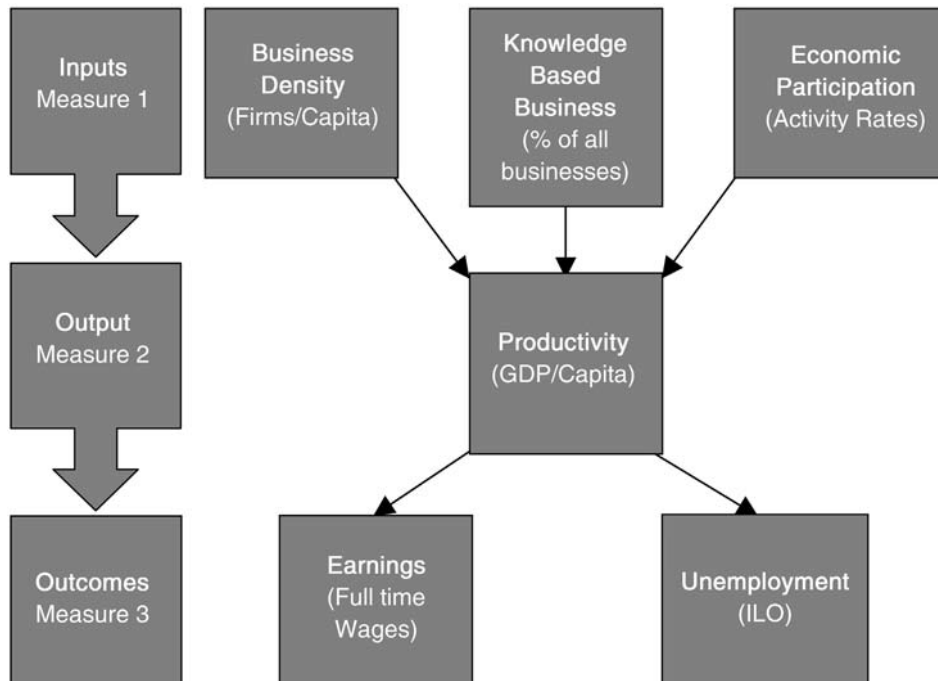 Inputs
Measure 1
Business
Density
(Firms/Capita)
Knowledge
Based
Business
(% of all
businesses)
Economic
Participation
(Activity Rates)
Output
Measure 2
Productivity
(GDP/Capita)
Outcomes
Measure 3
Earnings
(Full time
Wages)
Unemployment
(ILO)